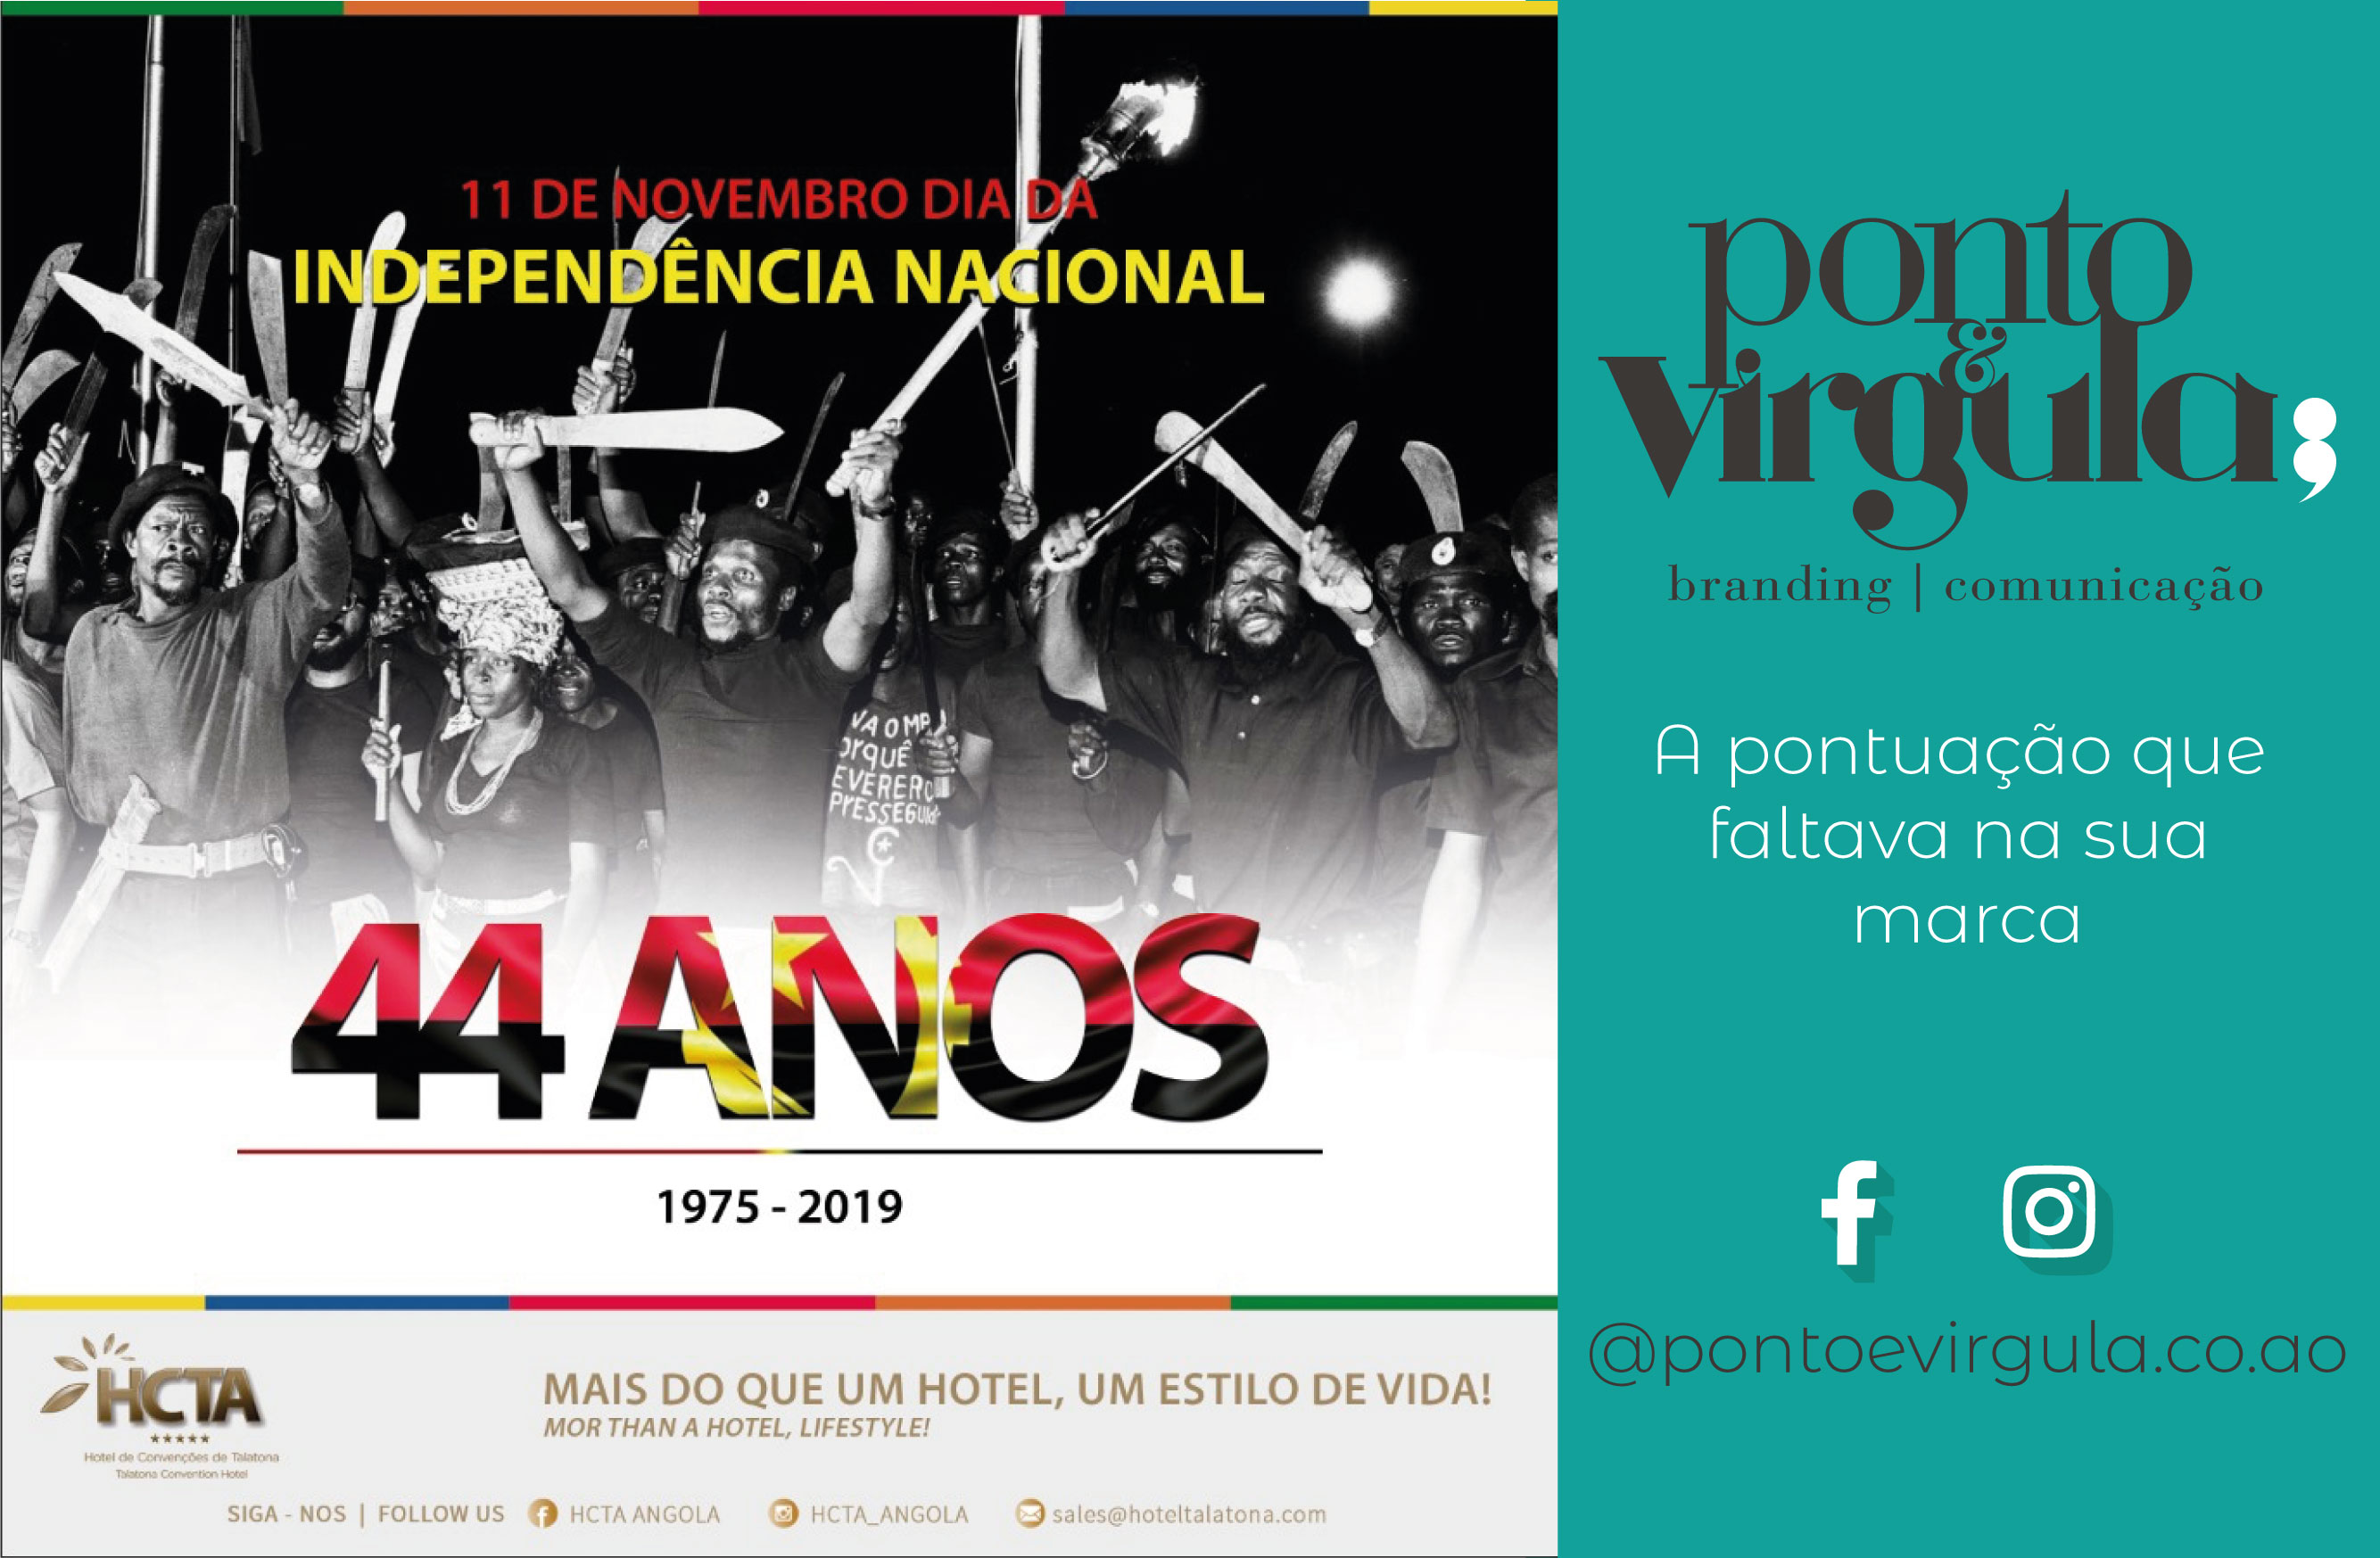 11 DE NOVEMBRO DIA DA
INDEPENDÊNCIA NACIONAL
44 ANOS
1975 - 2019
HCTA
Hotel de Convenções de Talatona
Talatona Convention Hotel
MAIS DO QUE UM HOTEL, UM ESTILO DE VIDA!
MOR THAN A HOTEL, LIFESTYLE!
SIGA - NOS | FOLLOW US HCTA ANGOLA HCTA_ANGOLA sales@hoteltalatona.com
ponto
&
virgula;
branding | comunicação
A pontuação que
faltava na sua
marca
@pontoevirgula.co.ao